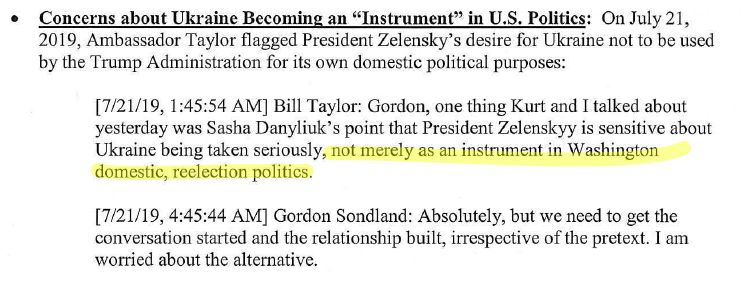 • Concerns about Ukraine Becoming an “Instrument” in U.S. Politics: On July 21,
2019, Ambassador Taylor flagged President Zelensky’s desire for Ukraine not to be used
by the Trump Administration for its own domestic political purposes:
[7/21/19, 1:45:54 AM] Bill Taylor: Gordon, one thing Kurt and I talked about
yesterday was Sasha Danyliuk’s point that President Zelenskyy is sensitive about
Ukraine being taken seriously, not merely as an instrument in Washington
domestic, reelection politics.
[7/21/19, 4:45:44 AM] Gordon Sondland: Absolutely, but we need to get the
conversation started and the relationship built, irrespective of the pretext. I am
worried about the alternative.